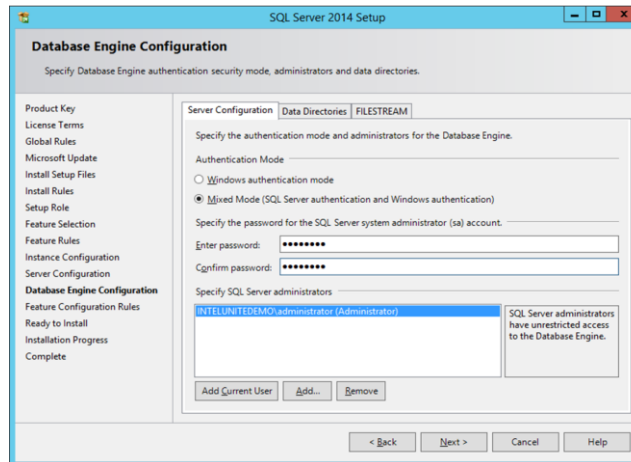 SQL Server 2014 Setup
Database Engine Configuration
Specify Database Engine authentication security mode, administrators and data directories.
Product Key
License Terms
Global Rules
Microsoft Update
Install Setup Files
Install Rules
Setup Role
Feature Selection
Feature Rules
Instance Configuration
Server Configuration
Database Engine Configuration
Feature Configuration Rules
Ready to Install
Installation Progress
Complete
Server Configuration Data Directories FILESTREAM
Specify the authentication mode and administrators for the Database Engine.
Authentication Mode
Windows authentication mode
Mixed Mode (SQL Server authentication and Windows authentication)
Specify the password for the SQL Server system administrator (sa) account.
Enter password: ●●●●●●●●
Confirm password: ●●●●●●●●
Specify SQL Server administrators
INTELUNITEDEMO\administrator (Administrator)
SQL Server administrators
have unrestricted access
to the Database Engine.
Add Current User Add... Remove
< Back Next > Cancel Help